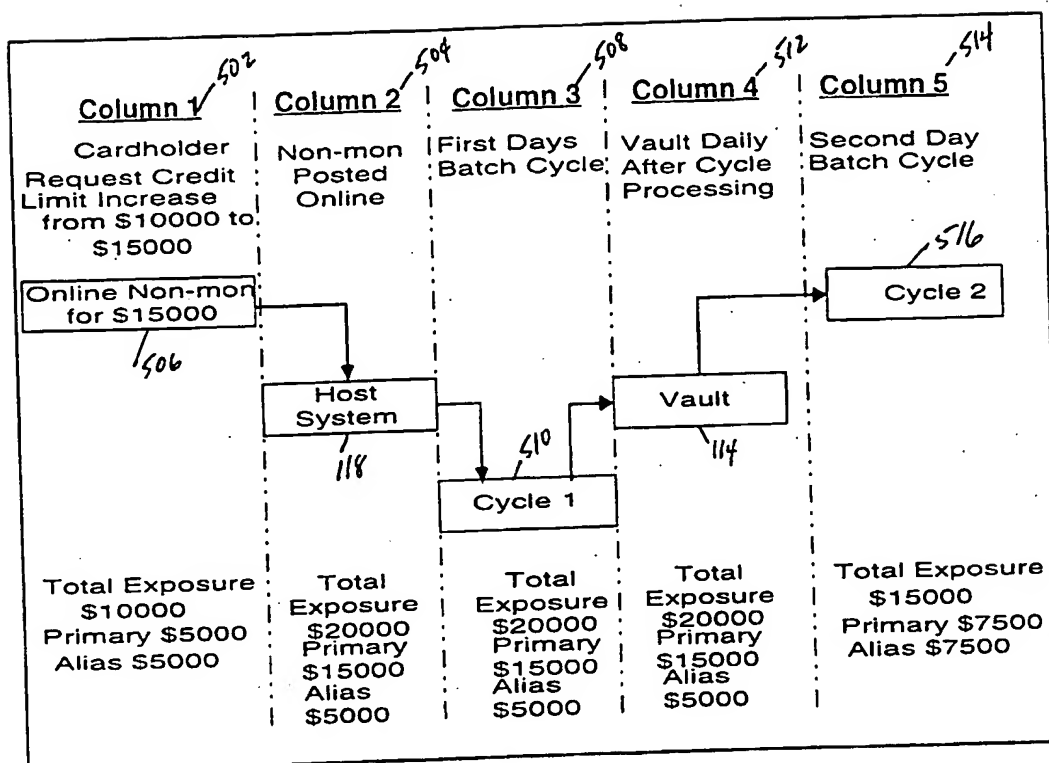 502
Column 1
Cardholder
Request Credit
Limit Increase
from $10000 to
$15000
Online Non-mon
for $15000
506
Total Exposure
$10000
Primary $5000
Alias $5000
504
Column 2
Non-mon
Posted
Online
Host
System
118
Total
Exposure
$20000
Primary
$15000
Alias
$5000
508
Column 3
First Days
Batch Cycle
510
Cycle 1
Total
Exposure
$20000
Primary
$15000
Alias
$5000
512
Column 4
Vault Daily
After Cycle
Processing
Vault
114
Total
Exposure
$20000
Primary
$15000
Alias
$5000
514
Column 5
Second Day
Batch Cycle
516
Cycle 2
Total Exposure
$15000
Primary $7500
Alias $7500